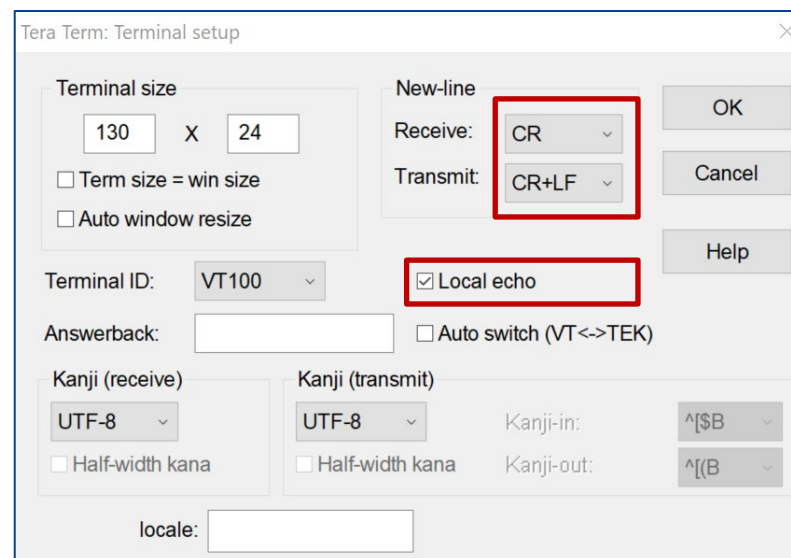 Tera Term: Terminal setup
Terminal size
130 X 24
Term size = win size
Auto window resize
New-line
Receive: CR
Transmit: CR+LF
OK
Cancel
Help
Terminal ID: VT100
Local echo
Answerback:
Auto switch (VT<->TEK)
Kanji (receive)
UTF-8
Half-width kana
Kanji (transmit)
UTF-8
Half-width kana
Kanji-in: ^[$B
Kanji-out: ^[(B
locale: